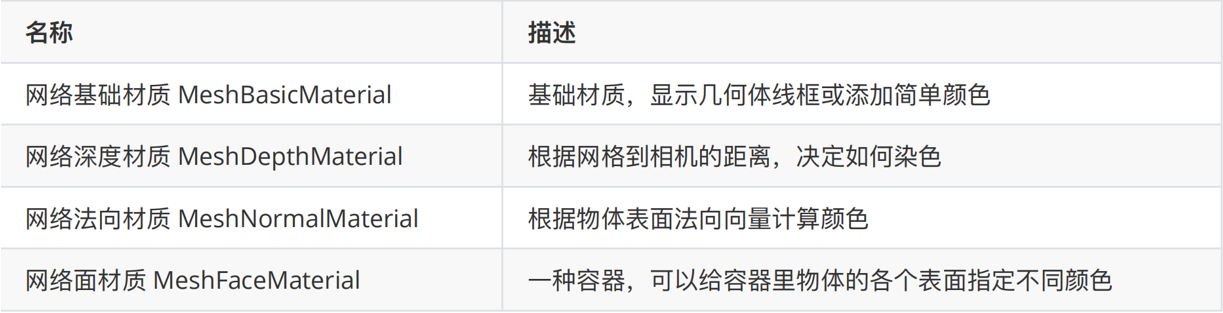 名称 描述
网络基础材质 MeshBasicMaterial 基础材质，显示几何体线框或添加简单颜色
网络深度材质 MeshDepthMaterial 根据网格到相机的距离，决定如何染色
网络法向材质 MeshNormalMaterial 根据物体表面法向向量计算颜色
网络面材质 MeshFaceMaterial 一种容器，可以给容器里物体的各个表面指定不同颜色